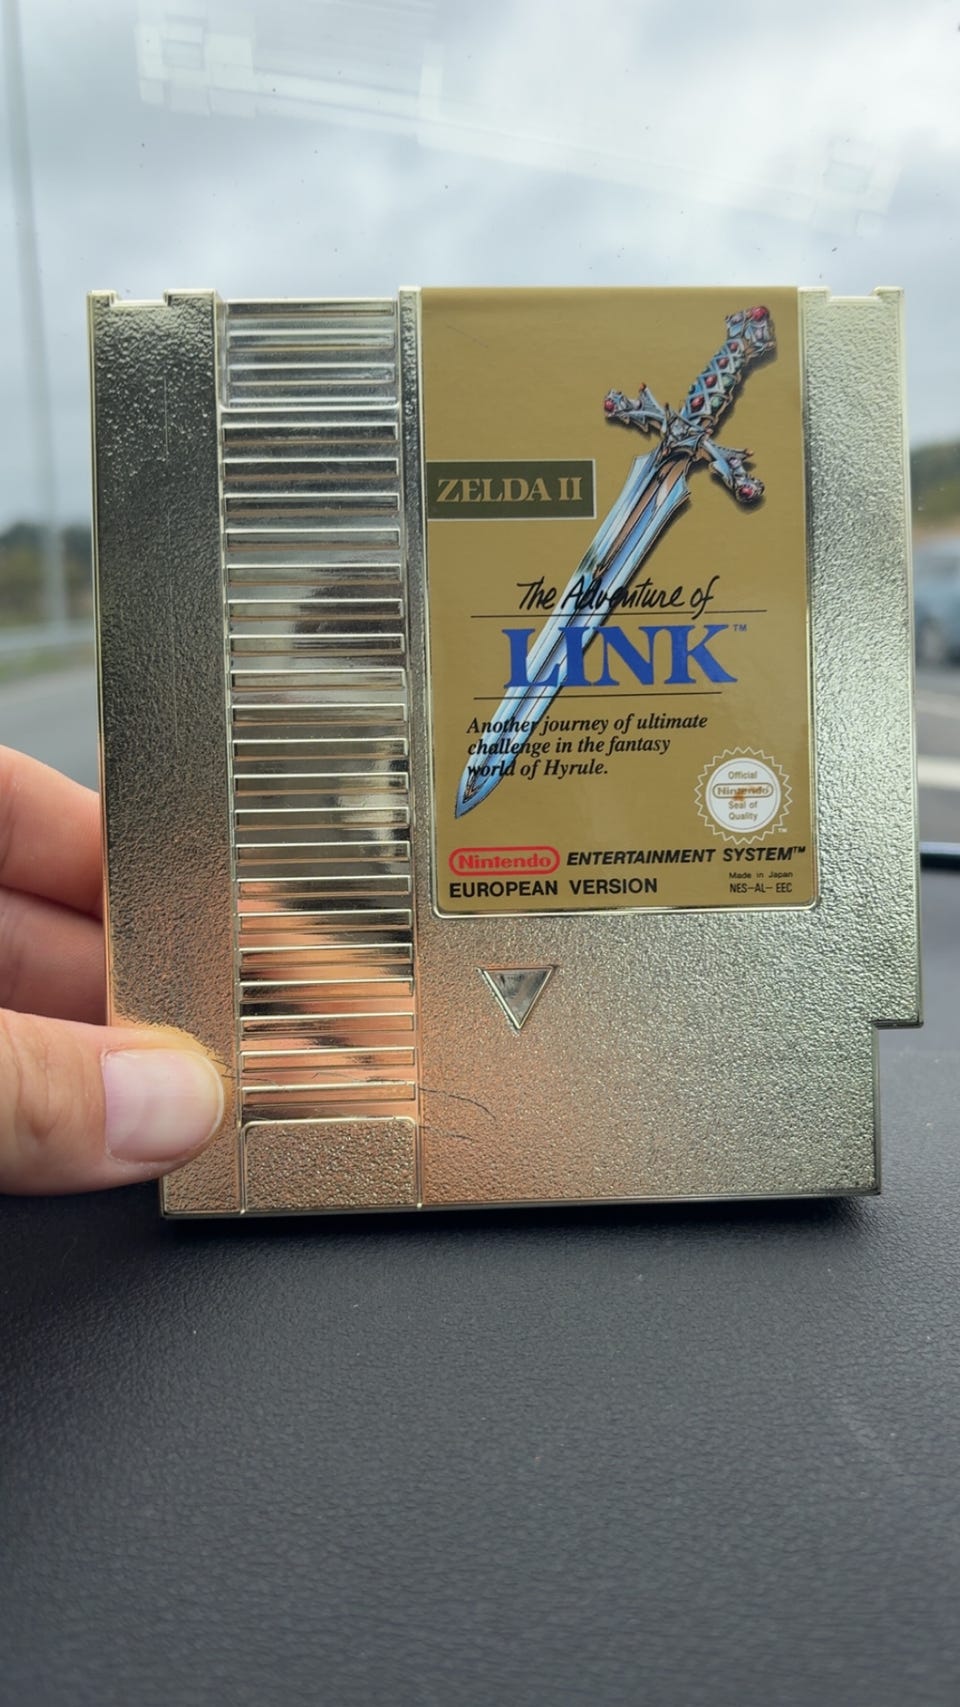 ZELDA II
The Adventure of
LINK™
Another journey of ultimate
challenge in the fantasy
world of Hyrule.
Official
Nintendo
Seal of
Quality
™
Nintendo ENTERTAINMENT SYSTEM™
EUROPEAN VERSION
Made in Japan
NES-AL-EEC